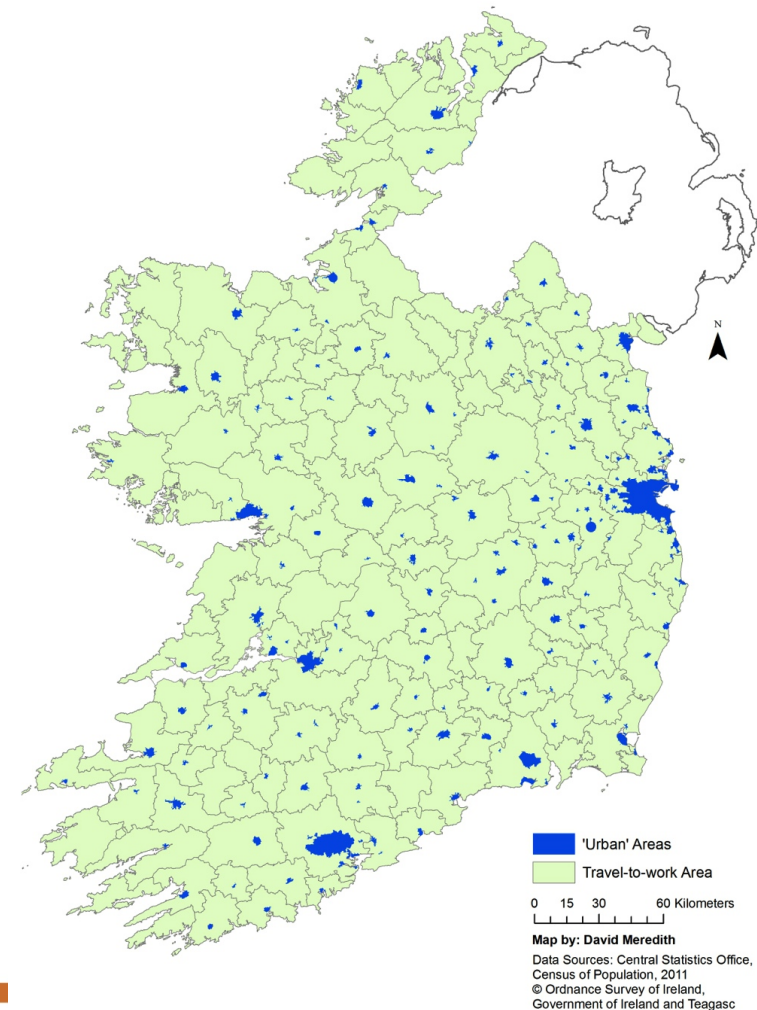 N
'Urban' Areas
Travel-to-work Area
0 15 30 60 Kilometers
Map by: David Meredith
Data Sources: Central Statistics Office,
Census of Population, 2011
© Ordnance Survey of Ireland,
Government of Ireland and Teagasc